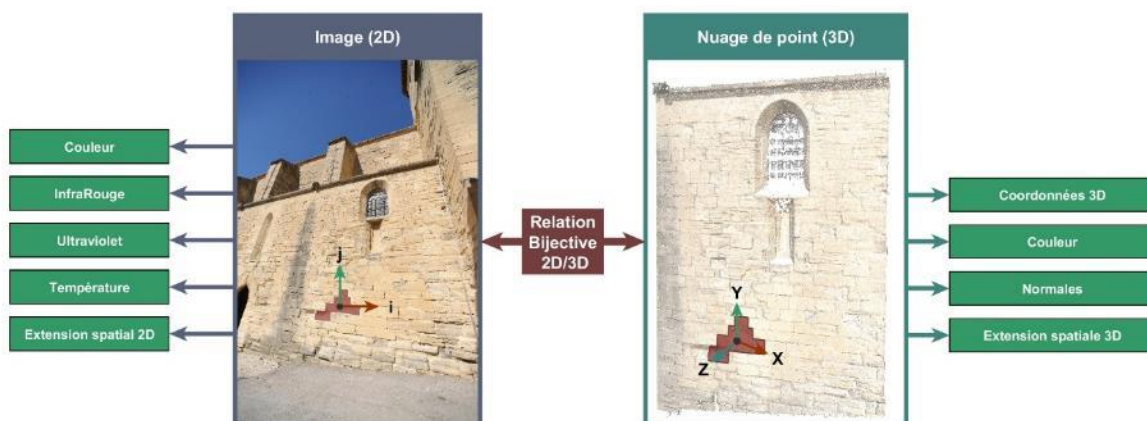 Image (2D)
Nuage de point (3D)
Couleur
InfraRouge
Ultraviolet
Température
Extension spatial 2D
j
i
Relation
Bijective
2D/3D
Y
X
Z
Coordonnées 3D
Couleur
Normales
Extension spatiale 3D